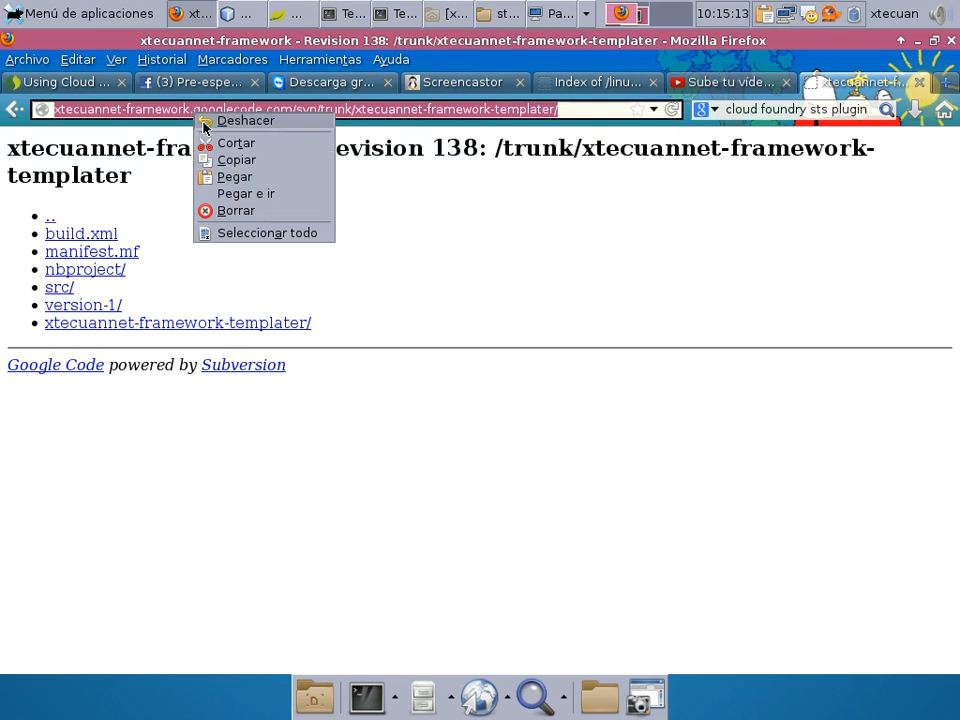 Menú de aplicaciones xt... ... ... Te... Te... [x... st... Pa... 10:15:13 xtecuan
xtecuannet-framework - Revision 138: /trunk/xtecuannet-framework-templater - Mozilla Firefox
Archivo Editar Ver Historial Marcadores Herramientas Ayuda
Using Cloud ... (3) Pre-espe... Descarga gr... Screencastor Index of /linu... Sube tu víde... xtecuannet-f...
xtecuannet-framework.googlecode.com/svn/trunk/xtecuannet-framework-templater/ cloud foundry sts plugin
Deshacer
Cortar
Copiar
Pegar
Pegar e ir
Borrar
Seleccionar todo
xtecuannet-fra evision 138: /trunk/xtecuannet-framework-
templater
..
build.xml
manifest.mf
nbproject/
src/
version-1/
xtecuannet-framework-templater/
Google Code powered by Subversion